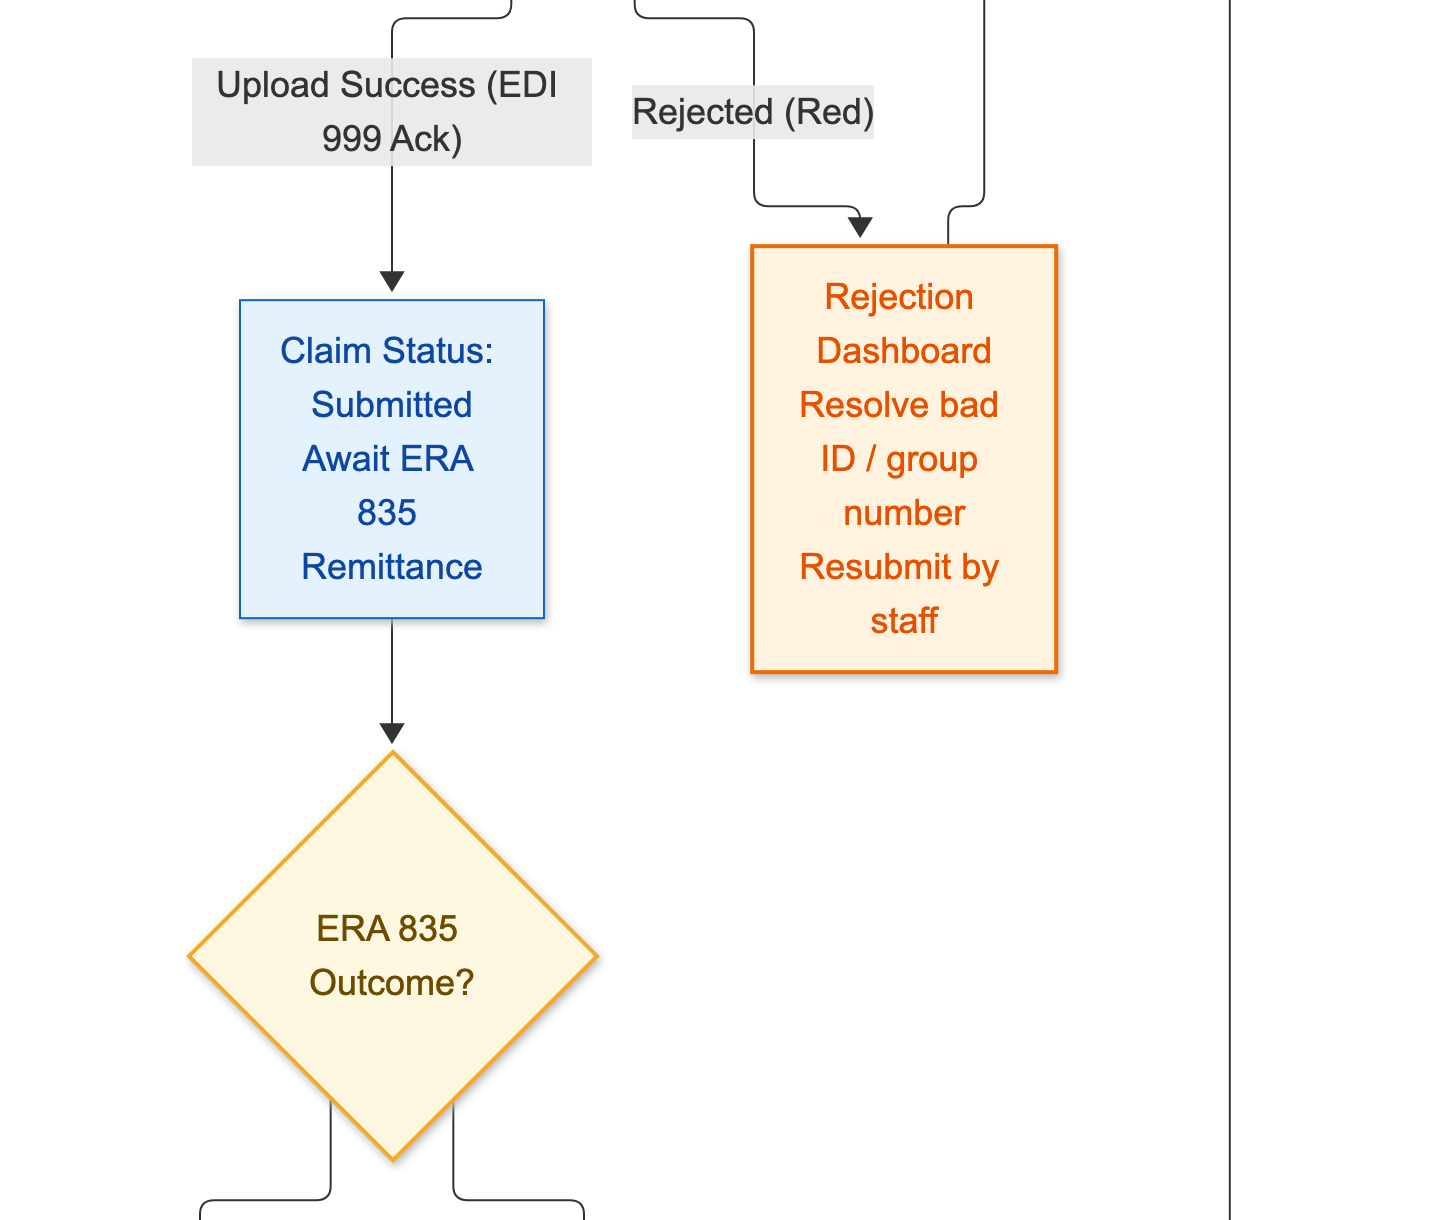 Upload Success (EDI
999 Ack)
Rejected (Red)
Claim Status:
Submitted
Await ERA
835
Remittance
Rejection
Dashboard
Resolve bad
ID / group
number
Resubmit by
staff
ERA 835
Outcome?